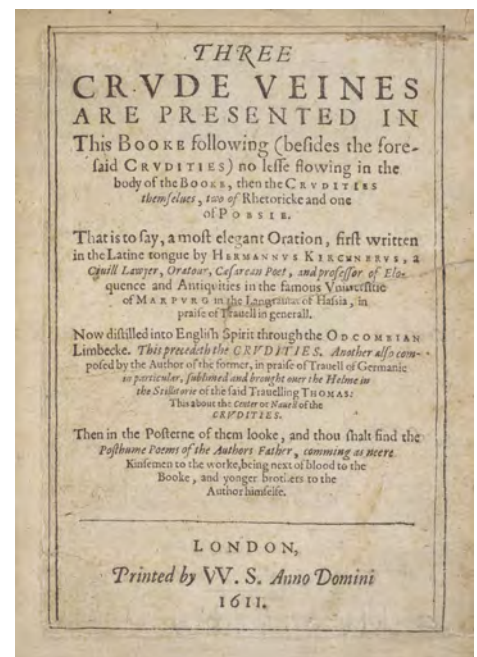 THREE
CRVDE VEINES
ARE PRESENTED IN
This BOOKE following (beſides the fore-
ſaid CRVDITIES) no leſſe flowing in the
body of the BOOKE, then the CRVDITIES
themſelues, two of Rhetoricke and one
of POESIE.
That is to ſay, a moſt elegant Oration, firſt written
in the Latine tongue by HERMANNVS KIRCHNERVS, a
Ciuill Lawyer, Oratour, Cæſarean Poet, and profeſſor of Elo-
quence and Antiquities in the famous Vniuerſitie
of MARPVRG in the Langrauiat of Haſsia, in
praiſe of Trauell in generall.
Now diſtilled into Engliſh Spirit through the ODCOMBIAN
Limbecke. This precedeth the CRVDITIES. Another alſo com-
poſed by the Author of the former, in praiſe of Trauell of Germanie
in particular, ſublimed and brought ouer the Helme in
the Stillitorie of the ſaid Trauelling THOMAS:
This about the Center or Nauell of the
CRVDITIES.
Then in the Poſterne of them looke, and thou ſhalt find the
Poſthume Poems of the Authors Father, comming as neere
Kinſemen to the worke, being next of blood to the
Booke, and yonger brothers to the
Author himſelfe.
LONDON,
Printed by VV. S. Anno Domini
1611.